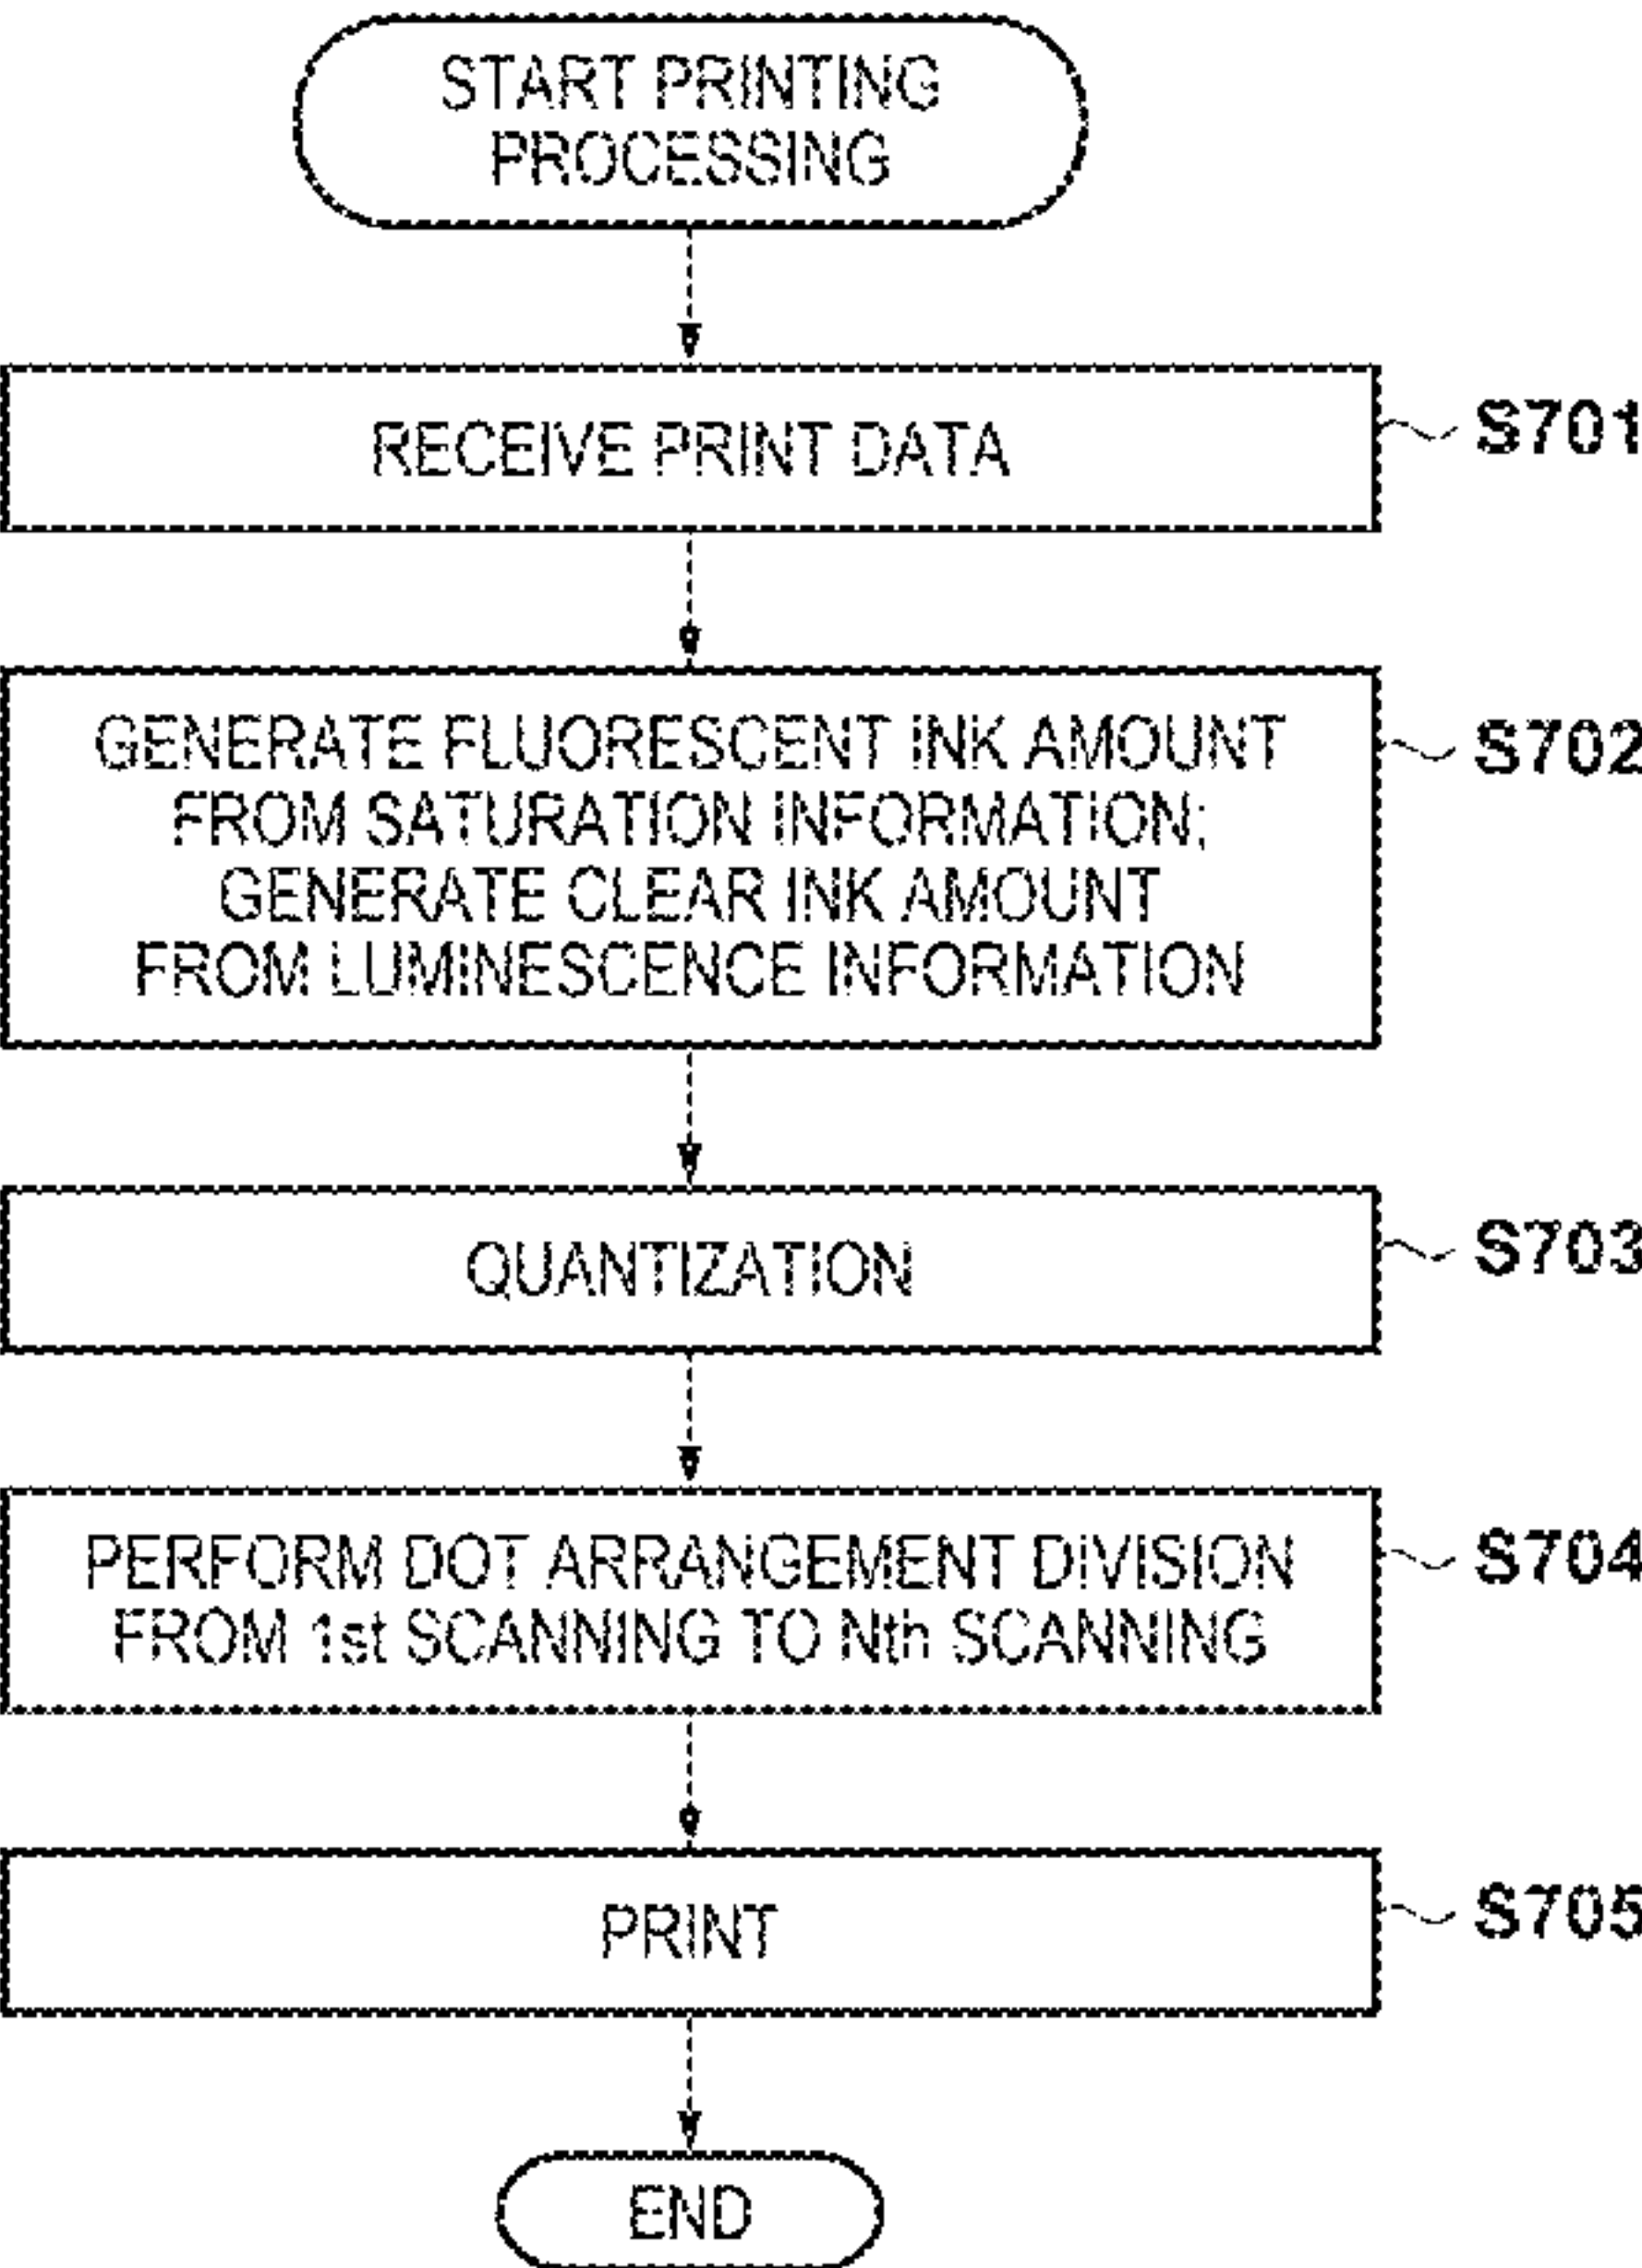 START PRINTING
PROCESSING
RECEIVE PRINT DATA
S701
GENERATE FLUORESCENT INK AMOUNT
FROM SATURATION INFORMATION;
GENERATE CLEAR INK AMOUNT
FROM LUMINESCENCE INFORMATION
S702
QUANTIZATION
S703
PERFORM DOT ARRANGEMENT DIVISION
FROM 1st SCANNING TO Nth SCANNING
S704
PRINT
S705
END